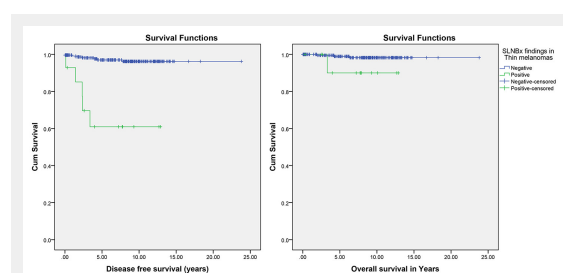 Survival Functions
Survival Functions
SLNBx findings in
Thin melanomas
Negative
Positive
Negative-censored
Positive-censored
Cum Survival
1.0
0.8
0.6
0.4
0.2
0.0
.00 5.00 10.00 15.00 20.00 25.00
Disease free survival (years)
Cum Survival
1.0
0.8
0.6
0.4
0.2
0.0
.00 5.00 10.00 15.00 20.00 25.00
Overall survival in Years